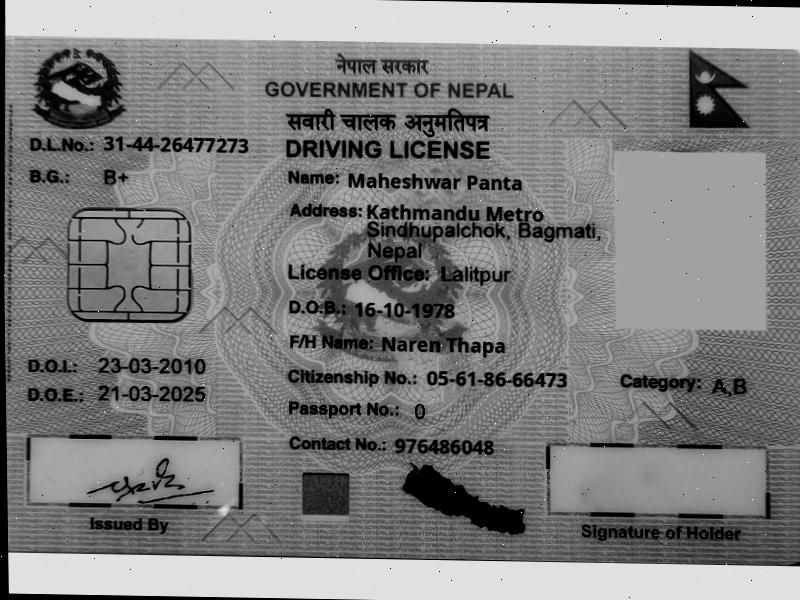 नेपाल सरकार
GOVERNMENT OF NEPAL
सवारी चालक अनुमतिपत्र
DRIVING LICENSE
D.L.No.: 31-44-26477273
B.G.: B+
Name: Maheshwar Panta
Address: Kathmandu Metro
Sindhupalchok, Bagmati,
Nepal
License Office: Lalitpur
D.O.B.: 16-10-1978
F/H Name: Naren Thapa
D.O.I.: 23-03-2010
D.O.E.: 21-03-2025
Citizenship No.: 05-61-86-66473
Category: A,B
Passport No.: 0
Contact No.: 976486048
Issued By
Signature of Holder